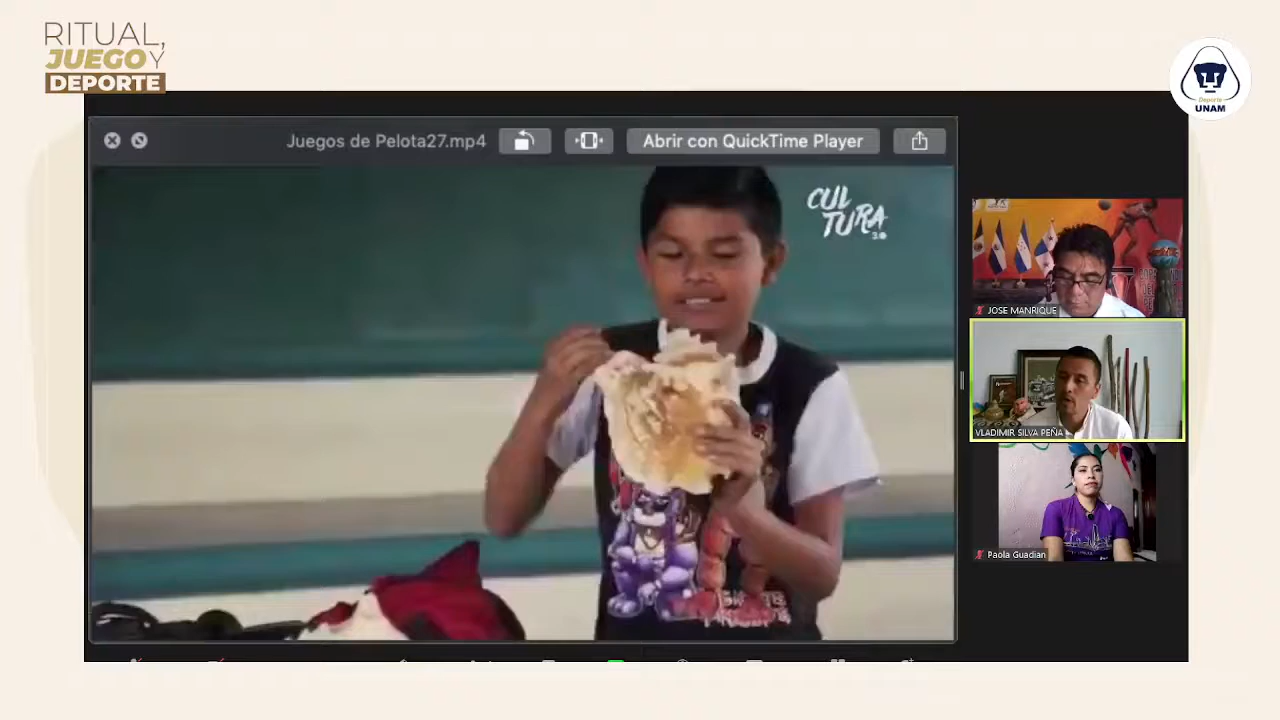 RITUAL,
JUEGO Y
DEPORTE
Deporte
UNAM
Juegos de Pelota27.mp4
Abrir con QuickTime Player
CUL
TURA
JOSE MANRIQUE
VLADIMIR SILVA PEÑA
Paola Guadian